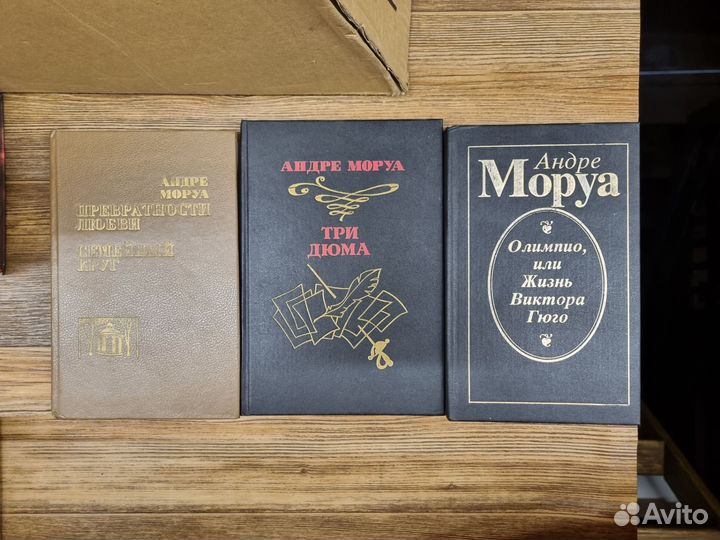 АНДРЕ
МОРУА
ПРЕВРАТНОСТИ
ЛЮБВИ
СЕМЕЙНЫЙ
КРУГ
АНДРЕ МОРУА
ТРИ
ДЮМА
Андре
Моруа
Олимпио,
или
Жизнь
Виктора
Гюго
Avito